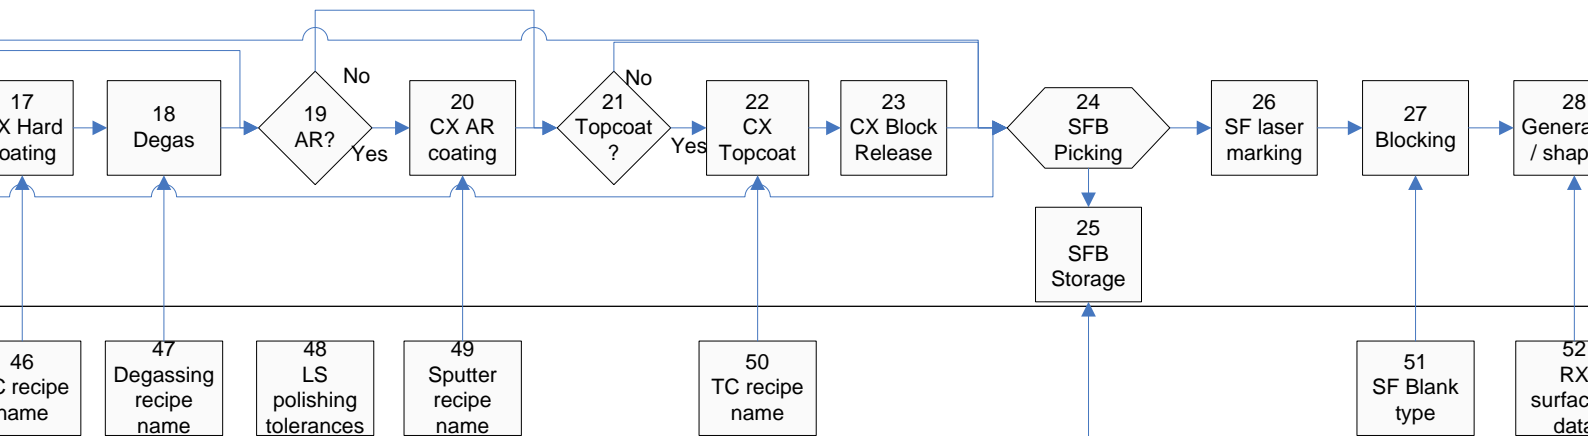 No
No
17
X Hard
oating
18
Degas
19
AR?
Yes
20
CX AR
coating
21
Topcoat
?
Yes
22
CX
Topcoat
23
CX Block
Release
24
SFB
Picking
26
SF laser
marking
27
Blocking
28
Genera
/ shap
25
SFB
Storage
46
C recipe
name
47
Degassing
recipe
name
48
LS
polishing
tolerances
49
Sputter
recipe
name
50
TC recipe
name
51
SF Blank
type
52
RX
surfac
data